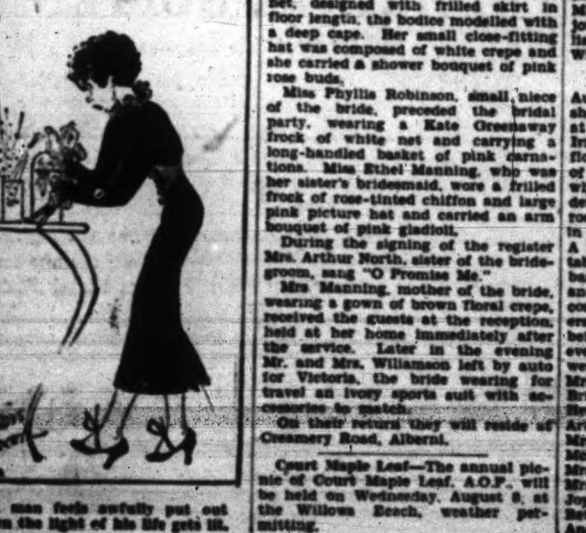 man feels awfully put out
the light of his life gets lit.
net, designed with frilled skirt in
floor length, the bodice modelled with
a deep cape. Her small close-fitting
hat was composed of white crepe and
she carried a shower bouquet of pink
rose buds.
Miss Phyllis Robinson, small niece
of the bride, preceded the bridal
party, wearing a Kate Greenaway
frock of white net and carrying a
long-handled basket of pink carna-
tions. Miss Ethel Manning, who was
her sister's bridesmaid, wore a frilled
frock of rose-tinted chiffon and large
pink picture hat and carried an arm
bouquet of pink gladioli.
During the signing of the register
Mrs. Arthur North, sister of the bride-
groom, sang "O Promise Me."
Mrs Manning, mother of the bride,
wearing a gown of brown floral crepe,
received the guests at the reception,
held at her home immediately after
the service. Later in the evening
Mr. and Mrs. Williamson left by auto
for Victoria, the bride wearing for
travel an ivory sports suit with ac-
to match.
On their return they will reside at
Creamery Road, Alberni.
Court Maple Leaf—The annual pic-
nic of Court Maple Leaf, A.O.F., will
be held on Wednesday, August 8, at
the Willows Beach, weather per-
mitting.